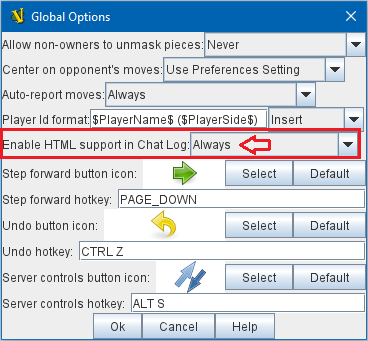 Global Options
Allow non-owners to unmask pieces: Never
Center on opponent's moves: Use Preferences Setting
Auto-report moves: Always
Player Id format: $PlayerName$ ($PlayerSide$) Insert
Enable HTML support in Chat Log: Always
Step forward button icon: Select Default
Step forward hotkey: PAGE_DOWN
Undo button icon: Select Default
Undo hotkey: CTRL Z
Server controls button icon: Select Default
Server controls hotkey: ALT S
Ok Cancel Help